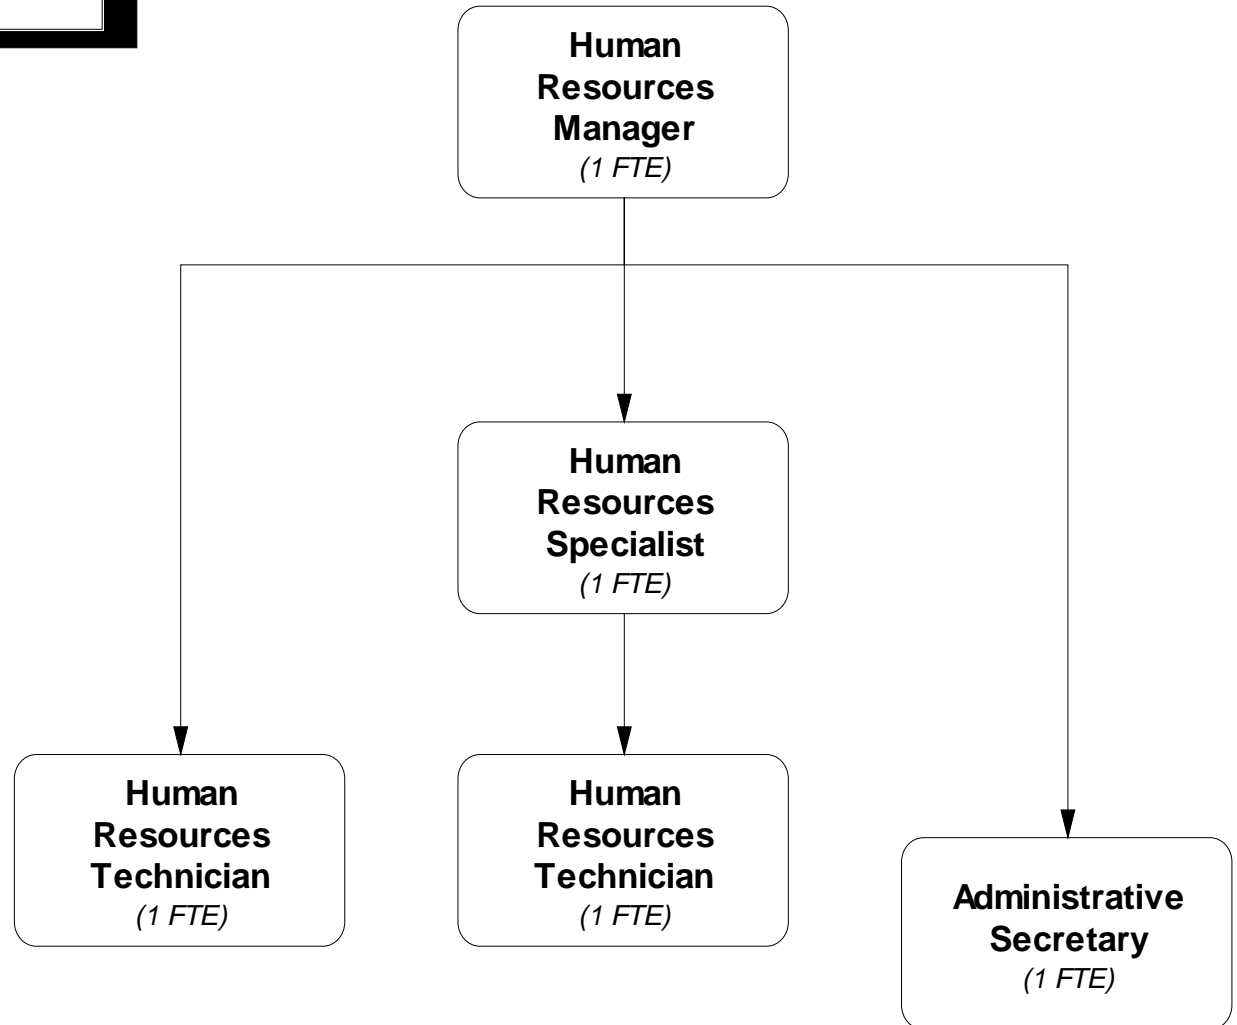 Human
Resources
Manager
(1 FTE)
Human
Resources
Specialist
(1 FTE)
Human
Resources
Technician
(1 FTE)
Human
Resources
Technician
(1 FTE)
Administrative
Secretary
(1 FTE)